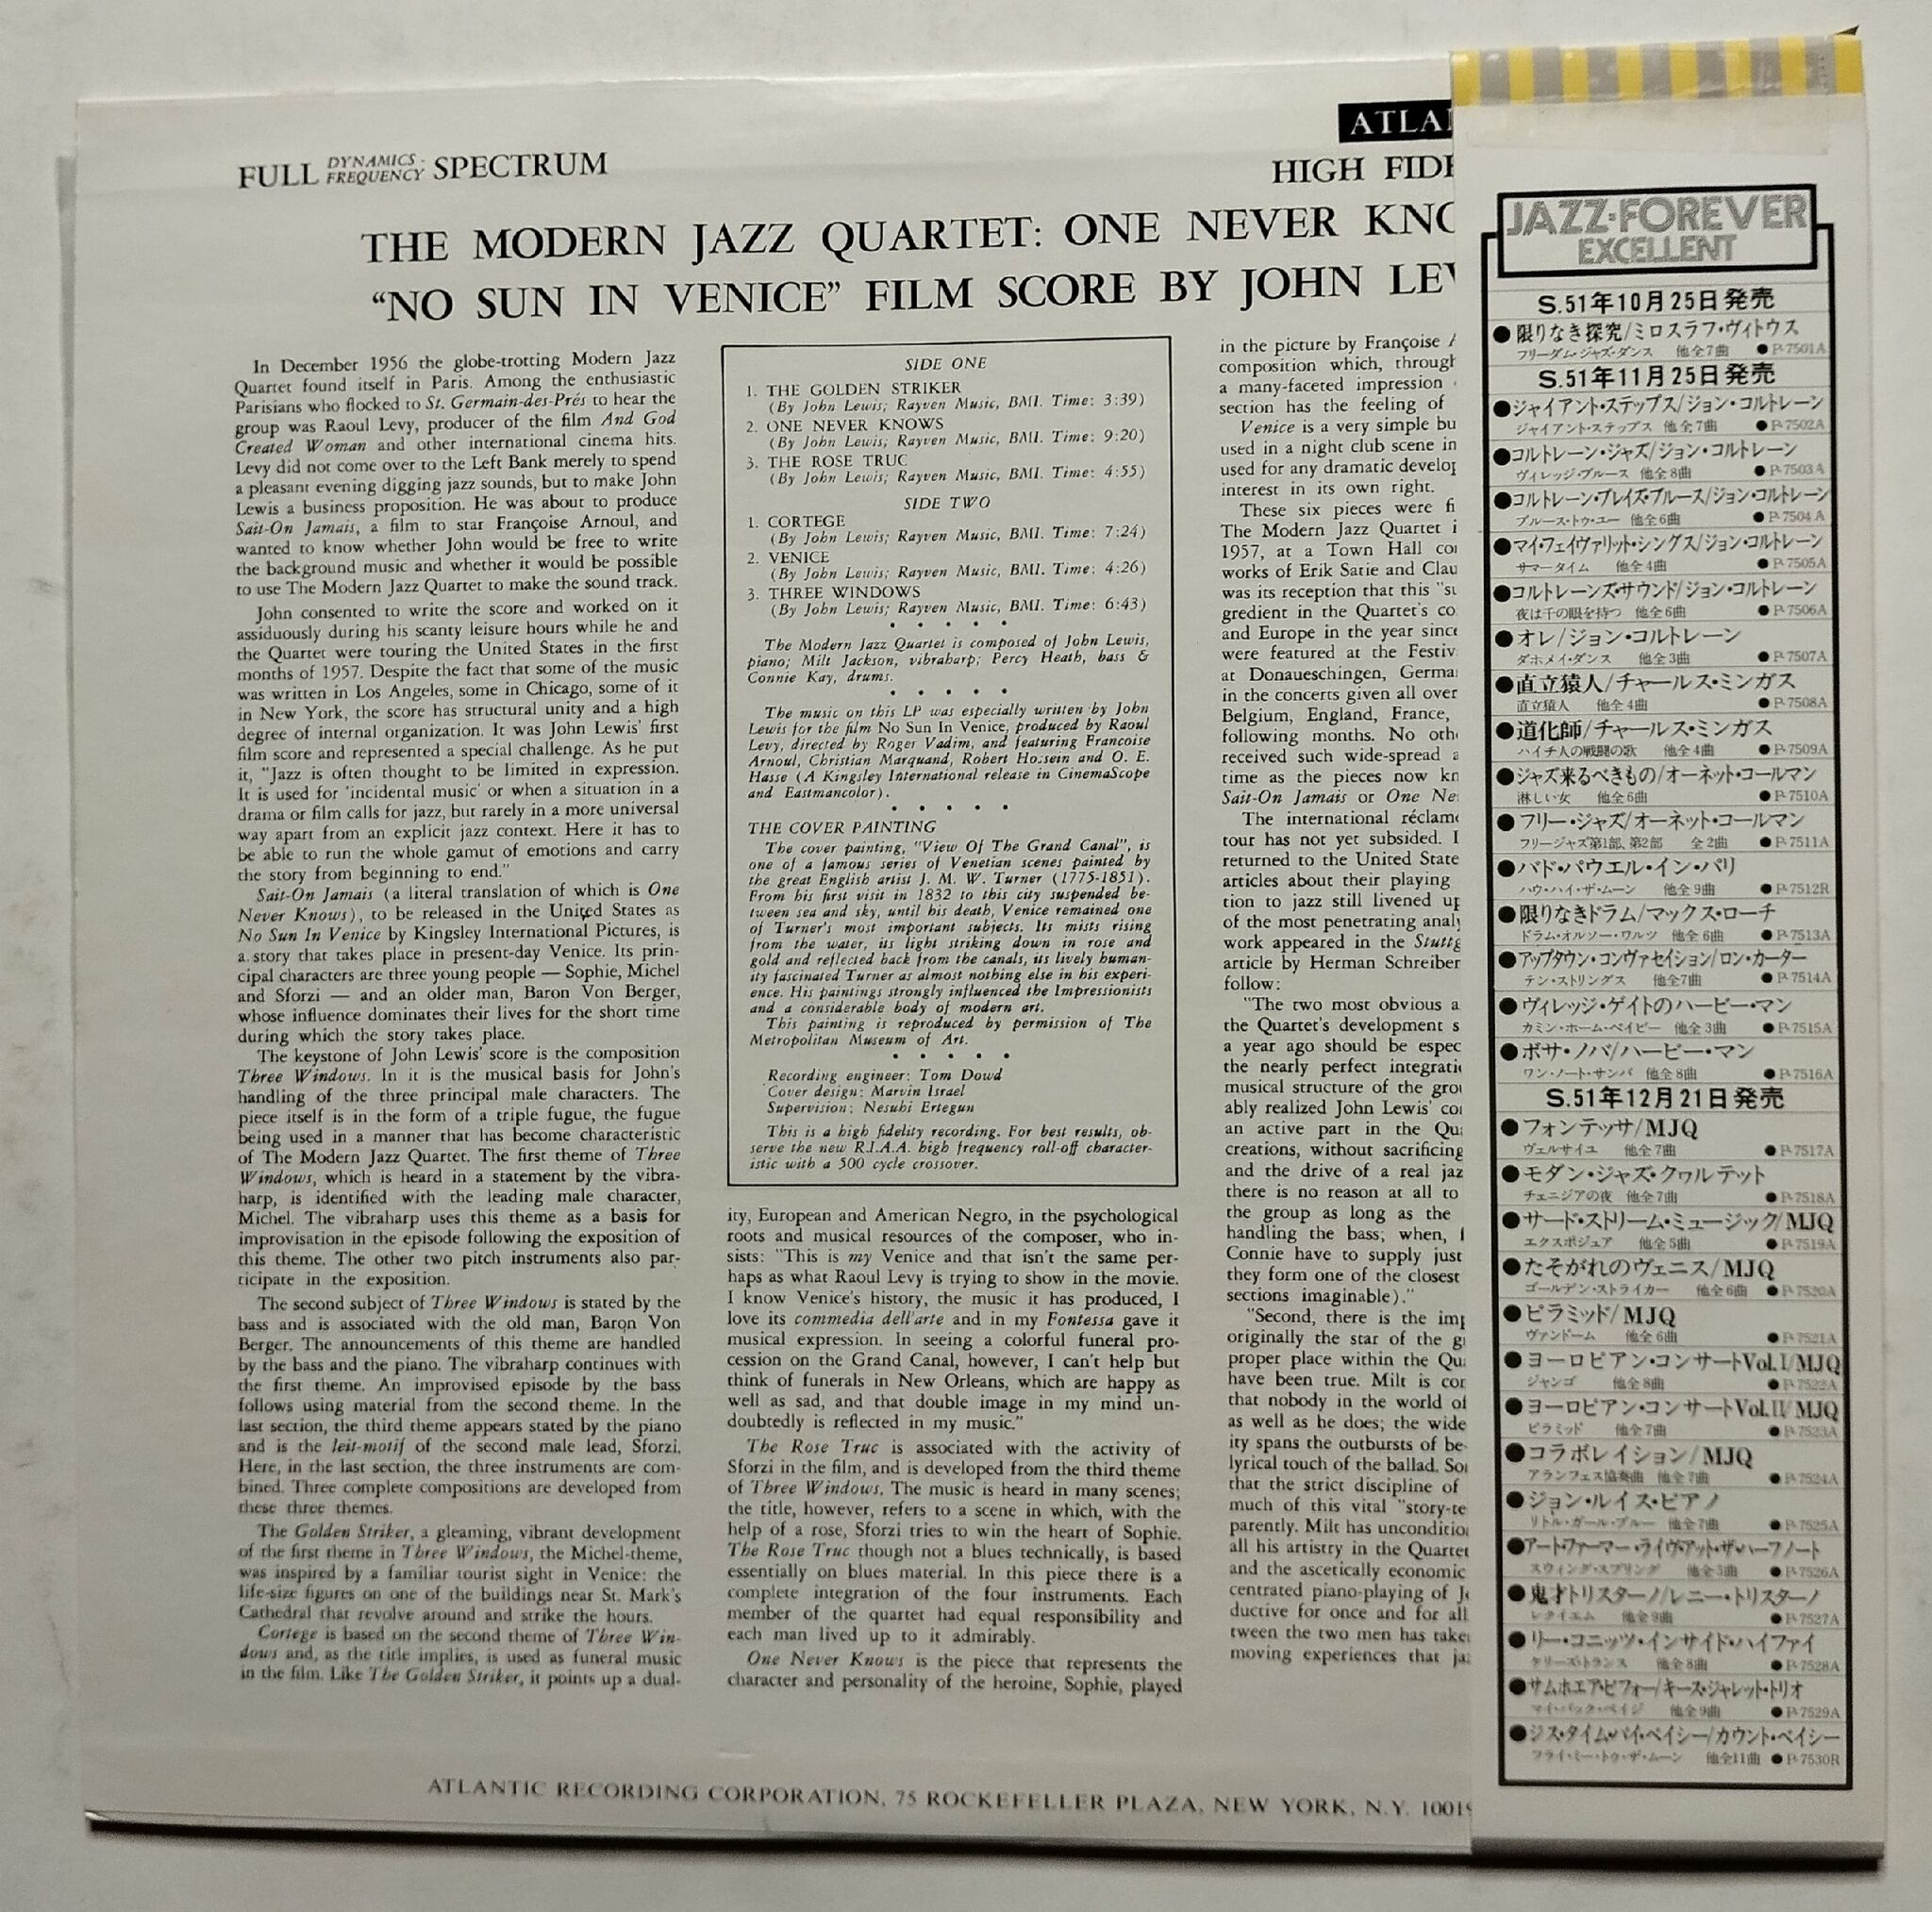 FULL DYNAMICS - FREQUENCY SPECTRUM
HIGH
THE MODERN JAZZ QUARTET: ONE NEVER
“NO SUN IN VENICE” FILM SCORE BY JOHN
In December 1956 the globe-trotting Modern Jazz
Quartet found itself in Paris. Among the enthusiastic
Parisians who flocked to St. Germain-des-Prés to hear the
group was Raoul Levy, producer of the film And God
Created Woman and other international cinema hits.
Levy did not come over to the Left Bank merely to spend
a pleasant evening digging jazz sounds, but to make John
Lewis a business proposition. He was about to produce
Sait-On Jamais, a film to star Françoise Arnoul, and
wanted to know whether John would be free to write
the background music and whether it would be possible
to use The Modern Jazz Quartet to make the sound track.
John consented to write the score and worked on it
assiduously during his scanty leisure hours while he and
the Quartet were touring the United States in the first
months of 1957. Despite the fact that some of the music
was written in Los Angeles, some in Chicago, some of it
in New York, the score has structural unity and a high
degree of internal organization. It was John Lewis' first
film score and represented a special challenge. As he put
it, "Jazz is often thought to be limited in expression.
It is used for 'incidental music' or when a situation in a
drama or film calls for jazz, but rarely in a more universal
way apart from an explicit jazz context. Here it has to
be able to run the whole gamut of emotions and carry
the story from beginning to end."
Sait-On Jamais (a literal translation of which is One
Never Knows), to be released in the United States as
No Sun In Venice by Kingsley International Pictures, is
a story that takes place in present-day Venice. Its prin-
cipal characters are three young people — Sophie, Michel
and Sforzi — and an older man, Baron Von Berger,
whose influence dominates their lives for the short time
during which the story takes place.
The keystone of John Lewis' score is the composition
Three Windows. In it is the musical basis for John's
handling of the three principal male characters. The
piece itself is in the form of a triple fugue, the fugue
being used in a manner that has become characteristic
of The Modern Jazz Quartet. The first theme of Three
Windows, which is heard in a statement by the vibra-
harp, is identified with the leading male character,
Michel. The vibraharp uses this theme as a basis for
improvisation in the episode following the exposition of
this theme. The other two pitch instruments also par-
ticipate in the exposition.
The second subject of Three Windows is stated by the
bass and is associated with the old man, Baron Von
Berger. The announcements of this theme are handled
by the bass and the piano. The vibraharp continues with
the first theme. An improvised episode by the bass
follows using material from the second theme. In the
last section, the third theme appears stated by the piano
and is the leit-motif of the second male lead, Sforzi.
Here, in the last section, the three instruments are com-
bined. Three complete compositions are developed from
these three themes.
The Golden Striker, a gleaming, vibrant development
of the first theme in Three Windows, the Michel-theme,
was inspired by a familiar tourist sight in Venice: the
life-size figures on one of the buildings near St. Mark's
Cathedral that revolve around and strike the hours.
Cortege is based on the second theme of Three Win-
dows and, as the title implies, is used as funeral music
in the film. Like The Golden Striker, it points up a dual-
SIDE ONE
1. THE GOLDEN STRIKER
(By John Lewis; Rayven Music, BMI. Time: 3:39)
2. ONE NEVER KNOWS
(By John Lewis; Rayven Music, BMI. Time: 9:20)
3. THE ROSE TRUC
(By John Lewis; Rayven Music, BMI. Time: 4:55)
SIDE TWO
1. CORTEGE
(By John Lewis; Rayven Music, BMI. Time: 7:24)
2. VENICE
(By John Lewis; Rayven Music, BMI. Time: 4:26)
3. THREE WINDOWS
(By John Lewis; Rayven Music, BMI. Time: 6:43)
The Modern Jazz Quartet is composed of John Lewis,
piano; Milt Jackson, vibraharp; Percy Heath, bass &
Connie Kay, drums.
The music on this LP was especially written by John
Lewis for the film No Sun In Venice, produced by Raoul
Levy, directed by Roger Vadim, and featuring Francoise
Arnoul, Christian Marquand, Robert Hossein and O. E.
Hasse (A Kingsley International release in CinemaScope
and Eastmancolor).
THE COVER PAINTING
The cover painting, "View Of The Grand Canal", is
one of a famous series of Venetian scenes painted by
the great English artist J. M. W. Turner (1775-1851).
From his first visit in 1832 to this city suspended be-
tween sea and sky, until his death, Venice remained one
of Turner's most important subjects. Its mists rising
from the water, its light striking down in rose and
gold and reflected back from the canals, its lively human-
ity fascinated Turner as almost nothing else in his experi-
ence. His paintings strongly influenced the Impressionists
and a considerable body of modern art.
This painting is reproduced by permission of The
Metropolitan Museum of Art.
Recording engineer: Tom Dowd
Cover design: Marvin Israel
Supervision: Nesuhi Ertegun
This is a high fidelity recording. For best results, ob-
serve the new R.I.A.A. high frequency roll-off character-
istic with a 500 cycle crossover.
ity, European and American Negro, in the psychological
roots and musical resources of the composer, who in-
sists: "This is my Venice and that isn't the same per-
haps as what Raoul Levy is trying to show in the movie.
I know Venice's history, the music it has produced, I
love its commedia dell'arte and in my Fontessa gave it
musical expression. In seeing a colorful funeral pro-
cession on the Grand Canal, however, I can't help but
think of funerals in New Orleans, which are happy as
well as sad, and that double image in my mind un-
doubtedly is reflected in my music."
The Rose Truc is associated with the activity of
Sforzi in the film, and is developed from the third theme
of Three Windows. The music is heard in many scenes;
the title, however, refers to a scene in which, with the
help of a rose, Sforzi tries to win the heart of Sophie.
The Rose Truc though not a blues technically, is based
essentially on blues material. In this piece there is a
complete integration of the four instruments. Each
member of the quartet had equal responsibility and
each man lived up to it admirably.
One Never Knows is the piece that represents the
character and personality of the heroine, Sophie, played
in the picture by Françoise
composition which, through
a many-faceted impression
section has the feeling of
Venice is a very simple
used in a night club scene in
used for any dramatic
interest in its own right.
These six pieces were
The Modern Jazz Quartet
1957, at a Town Hall
works of Erik Satie and
was its reception that this
gredient in the Quartet's
and Europe in the year
were featured at the
at Donaueschingen,
in the concerts given all over
Belgium, England, France,
following months. No
received such wide-spread
time as the pieces now
Sait-On Jamais or One
The international
tour has not yet subsided.
returned to the United
articles about their playing
tion to jazz still livened
of the most penetrating
work appeared in the
article by Herman Schreiber
follow:
"The two most obvious
the Quartet's development
a year ago should be
the nearly perfect
musical structure of the
ably realized John Lewis'
an active part in the
creations, without sacrificing
and the drive of a real
there is no reason at all to
the group as long as the
handling the bass; when,
Connie have to supply just
they form one of the closest
sections imaginable)."
"Second, there is the
originally the star of the
proper place within the
have been true. Milt is
that nobody in the world of
as well as he does; the
ity spans the outbursts of
lyrical touch of the ballad.
that the strict discipline of
much of this vital
parently. Milt has
all his artistry in the Quartet
and the ascetically economic
centrated piano-playing of
ductive for once and for all
tween the two men has
moving experiences that
ATLANTIC RECORDING CORPORATION, 75 ROCKEFELLER PLAZA, NEW YORK, N.Y.
JAZZ·FOREVER
EXCELLENT
S.51年10月25日発売
●限りなき探究/ミロスラフ・ヴィトウス
フリーダム・ジャズ・ダンス 他全7曲 ●P-7501A
S.51年11月25日発売
●ジャイアント・ステップス/ジョン・コルトレーン
ジャイアント・ステップス 他全7曲 ●P-7502A
●コルトレーン・ジャズ/ジョン・コルトレーン
ヴィレッジ・ブルース 他全8曲 ●P-7503A
●コルトレーン・プレイズ・ブルース/ジョン・コルトレーン
ブルース・トゥ・ユー 他全6曲 ●P-7504A
●マイ・フェイヴァリット・シングス/ジョン・コルトレーン
サマータイム 他全4曲 ●P-7505A
●コルトレーンズ・サウンド/ジョン・コルトレーン
夜は千の眼を持つ 他全6曲 ●P-7506A
●オレ/ジョン・コルトレーン
ダホメイ・ダンス 他全3曲 ●P-7507A
●直立猿人/チャールス・ミンガス
直立猿人 他全4曲 ●P-7508A
●道化師/チャールス・ミンガス
ハイチ人の戦闘の歌 他全4曲 ●P-7509A
●ジャズ来るべきもの/オーネット・コールマン
淋しい女 他全6曲 ●P-7510A
●フリー・ジャズ/オーネット・コールマン
フリージャズ第1部、第2部 全2曲 ●P-7511A
●バド・パウエル・イン・パリ
ハウ・ハイ・ザ・ムーン 他全9曲 ●P-7512R
●限りなきドラム/マックス・ローチ
ドラム・オルソー・ワルツ 他全6曲 ●P-7513A
●アップタウン・コンヴァセイション/ロン・カーター
テン・ストリングス 他全7曲 ●P-7514A
●ヴィレッジ・ゲイトのハービー・マン
カミン・ホーム・ベイビー 他全3曲 ●P-7515A
●ボサ・ノバ/ハービー・マン
ワン・ノート・サンバ 他全8曲 ●P-7516A
S.51年12月21日発売
●フォンテッサ/MJQ
ヴェルサイユ 他全7曲 ●P-7517A
●モダン・ジャズ・クヮルテット
チュニジアの夜 他全7曲 ●P-7518A
●サード・ストリーム・ミュージック/MJQ
エクスポジュア 他全5曲 ●P-7519A
●たそがれのヴェニス/MJQ
ゴールデン・ストライカー 他全6曲 ●P-7520A
●ピラミッド/MJQ
ヴァンドーム 他全6曲 ●P-7521A
●ヨーロピアン・コンサートVol.I/MJQ
ジャンゴ 他全8曲 ●P-7522A
●ヨーロピアン・コンサートVol.II/MJQ
ピラミッド 他全7曲 ●P-7523A
●コラボレイション/MJQ
アランフェス協奏曲 他全7曲 ●P-7524A
●ジョン・ルイス・ピアノ
リトル・ガール・ブルー 他全7曲 ●P-7525A
●アート・ファーマー・ライヴ・アット・ザ・ハーフノート
スウィング・スプリング 他全5曲 ●P-7526A
●鬼才トリスターノ/レニー・トリスターノ
レクイエム 他全9曲 ●P-7527A
●リー・コニッツ・インサイド・ハイファイ
ケリーズ・トランス 他全8曲 ●P-7528A
●サムホエア・ビフォー/キース・ジャレット・トリオ
マイ・バック・ペイジ 他全9曲 ●P-7529A
●ジス・タイム・バイ・ベイシー/カウント・ベイシー
フライ・ミー・トゥ・ザ・ムーン 他全11曲 ●P-7530R